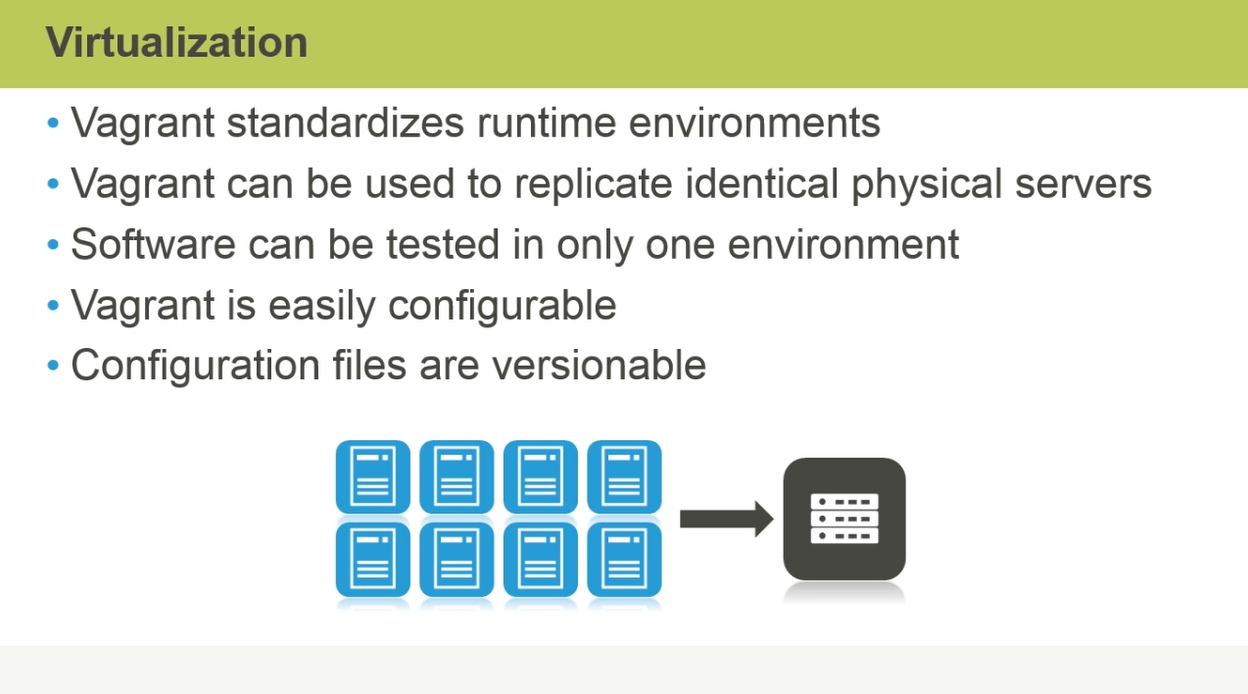 Virtualization
• Vagrant standardizes runtime environments
• Vagrant can be used to replicate identical physical servers
• Software can be tested in only one environment
• Vagrant is easily configurable
• Configuration files are versionable